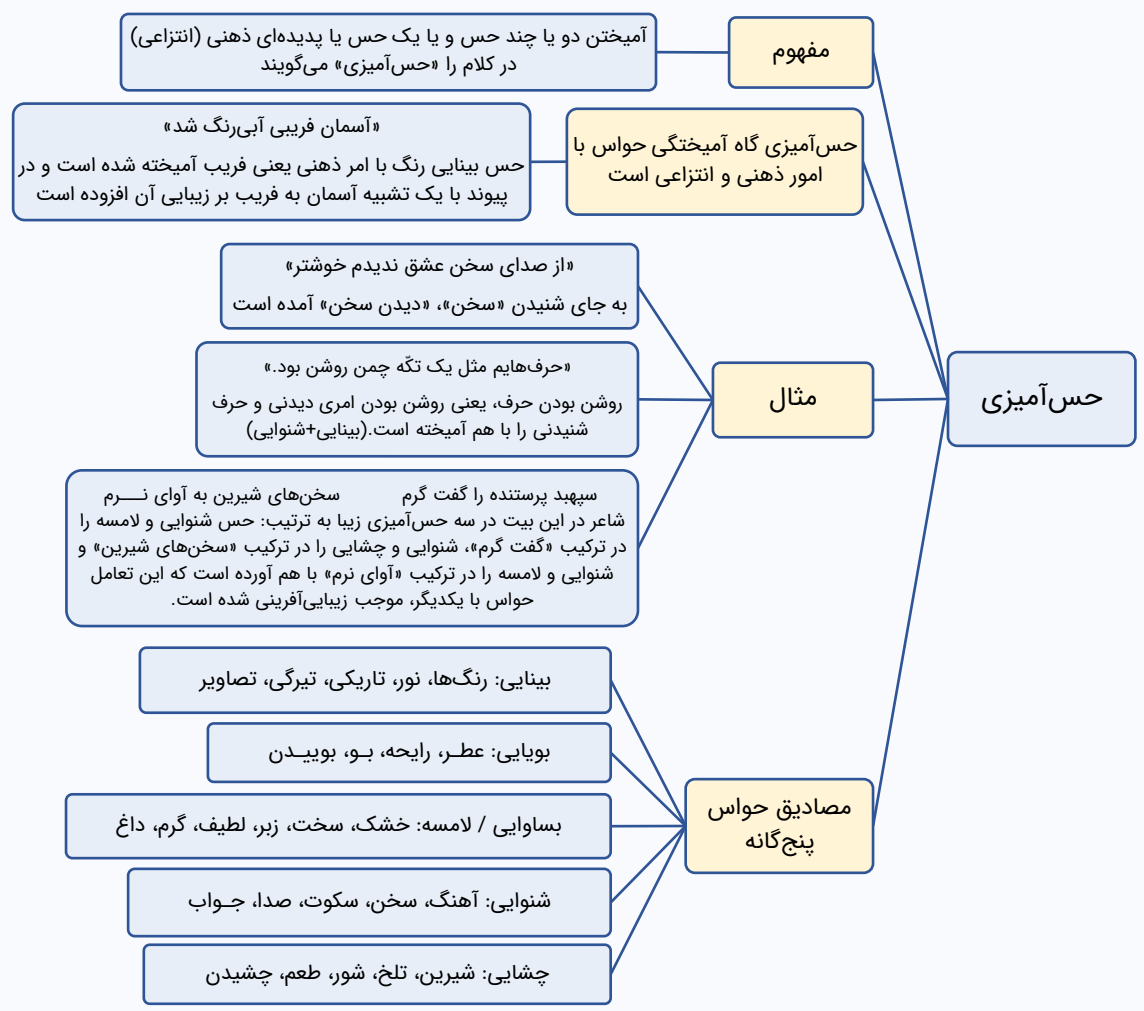 حس‌آمیزی
مفهوم
آمیختن دو یا چند حس و یا یک حس یا پدیده‌ای ذهنی (انتزاعی)
در کلام را «حس‌آمیزی» می‌گویند
حس‌آمیزی گاه آمیختگی حواس با
امور ذهنی و انتزاعی است
«آسمان فریبی آبی‌رنگ شد»
حس بینایی رنگ با امر ذهنی یعنی فریب آمیخته شده است و در
پیوند با یک تشبیه آسمان به فریب بر زیبایی آن افزوده است
مثال
«از صدای سخن عشق ندیدم خوشتر»
به جای شنیدن «سخن»، «دیدن سخن» آمده است
«حرف‌هایم مثل یک تکّه چمن روشن بود.»
روشن بودن حرف، یعنی روشن بودن امری دیدنی و حرف
شنیدنی را با هم آمیخته است.(بینایی+شنوایی)
سپهبد پرستنده را گفت گرم سخن‌های شیرین به آوای نـــرم
شاعر در این بیت در سه حس‌آمیزی زیبا به ترتیب: حس شنوایی و لامسه را
در ترکیب «گفت گرم»، شنوایی و چشایی را در ترکیب «سخن‌های شیرین» و
شنوایی و لامسه را در ترکیب «آوای نرم» با هم آورده است که این تعامل
حواس با یکدیگر، موجب زیبایی‌آفرینی شده است.
مصادیق حواس
پنج‌گانه
بینایی: رنگ‌ها، نور، تاریکی، تیرگی، تصاویر
بویایی: عطـر، رایحه، بـو، بوییـدن
بساوایی / لامسه: خشک، سخت، زبر، لطیف، گرم، داغ
شنوایی: آهنگ، سخن، سکوت، صدا، جـواب
چشایی: شیرین، تلخ، شور، طعم، چشیدن